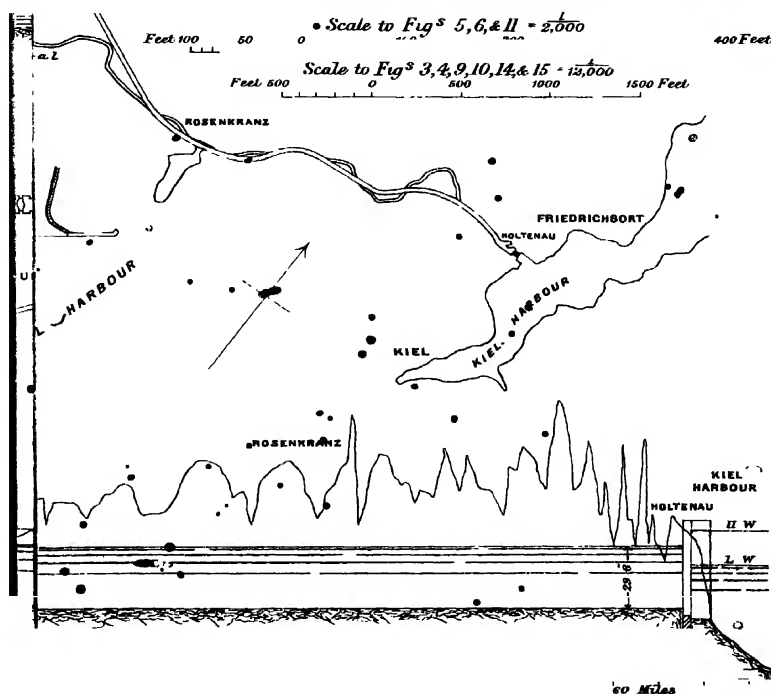 Scale to Figs 5, 6, & 11 = 1/2,000
Feet 100 50 0 400 Feet
Scale to Figs 3, 4, 9, 10, 14, & 15 = 1/12,000
Feet 500 0 500 1000 1500 Feet
ROSENKRANZ
FRIEDRICHSORT
HOLTENAU
HARBOUR
KIEL HARBOUR
KIEL
ROSENKRANZ
KIEL
HARBOUR
HOLTENAU
H W
L W
60 Miles